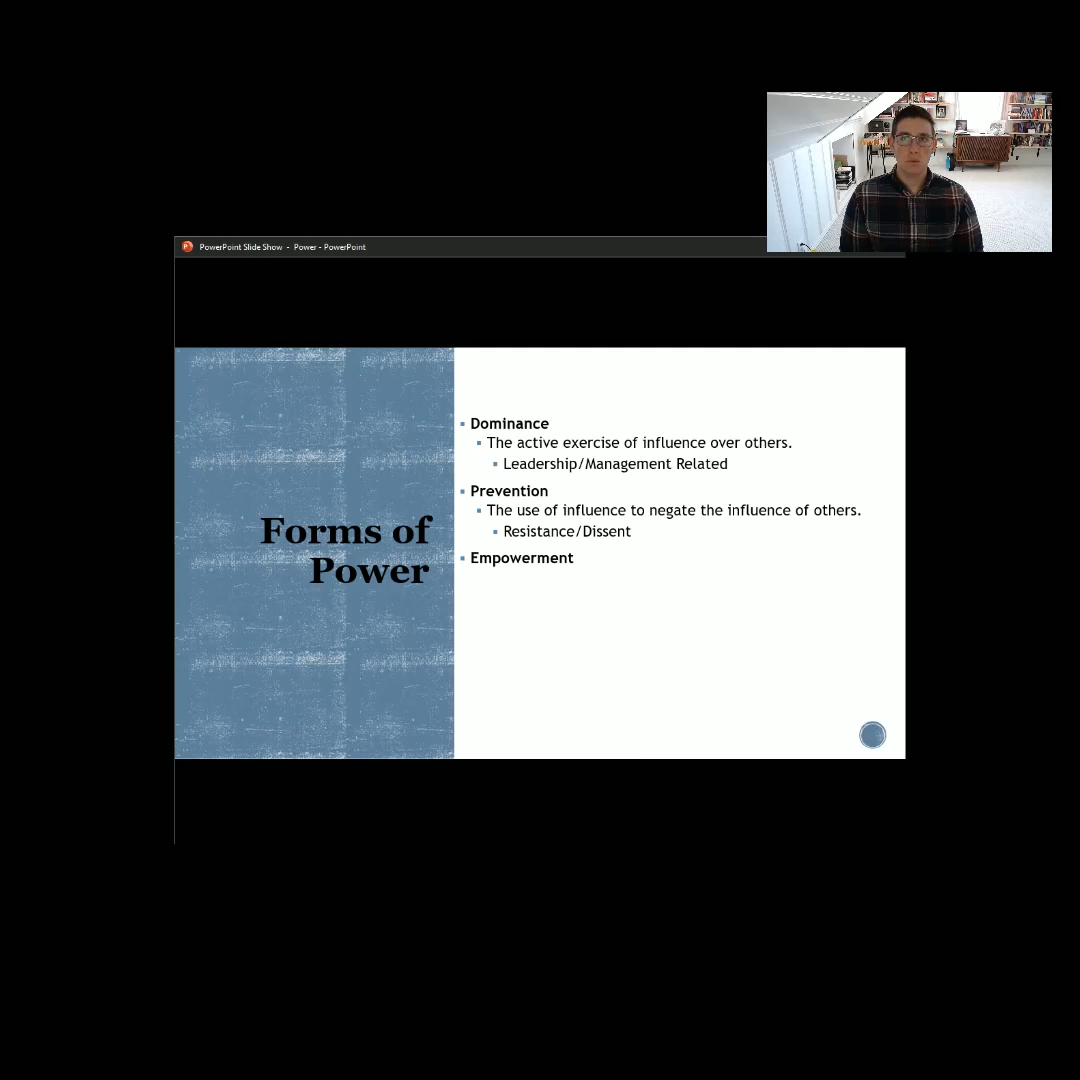 PowerPoint Slide Show - Power - PowerPoint
Forms of
Power
Dominance
The active exercise of influence over others.
Leadership/Management Related
Prevention
The use of influence to negate the influence of others.
Resistance/Dissent
Empowerment